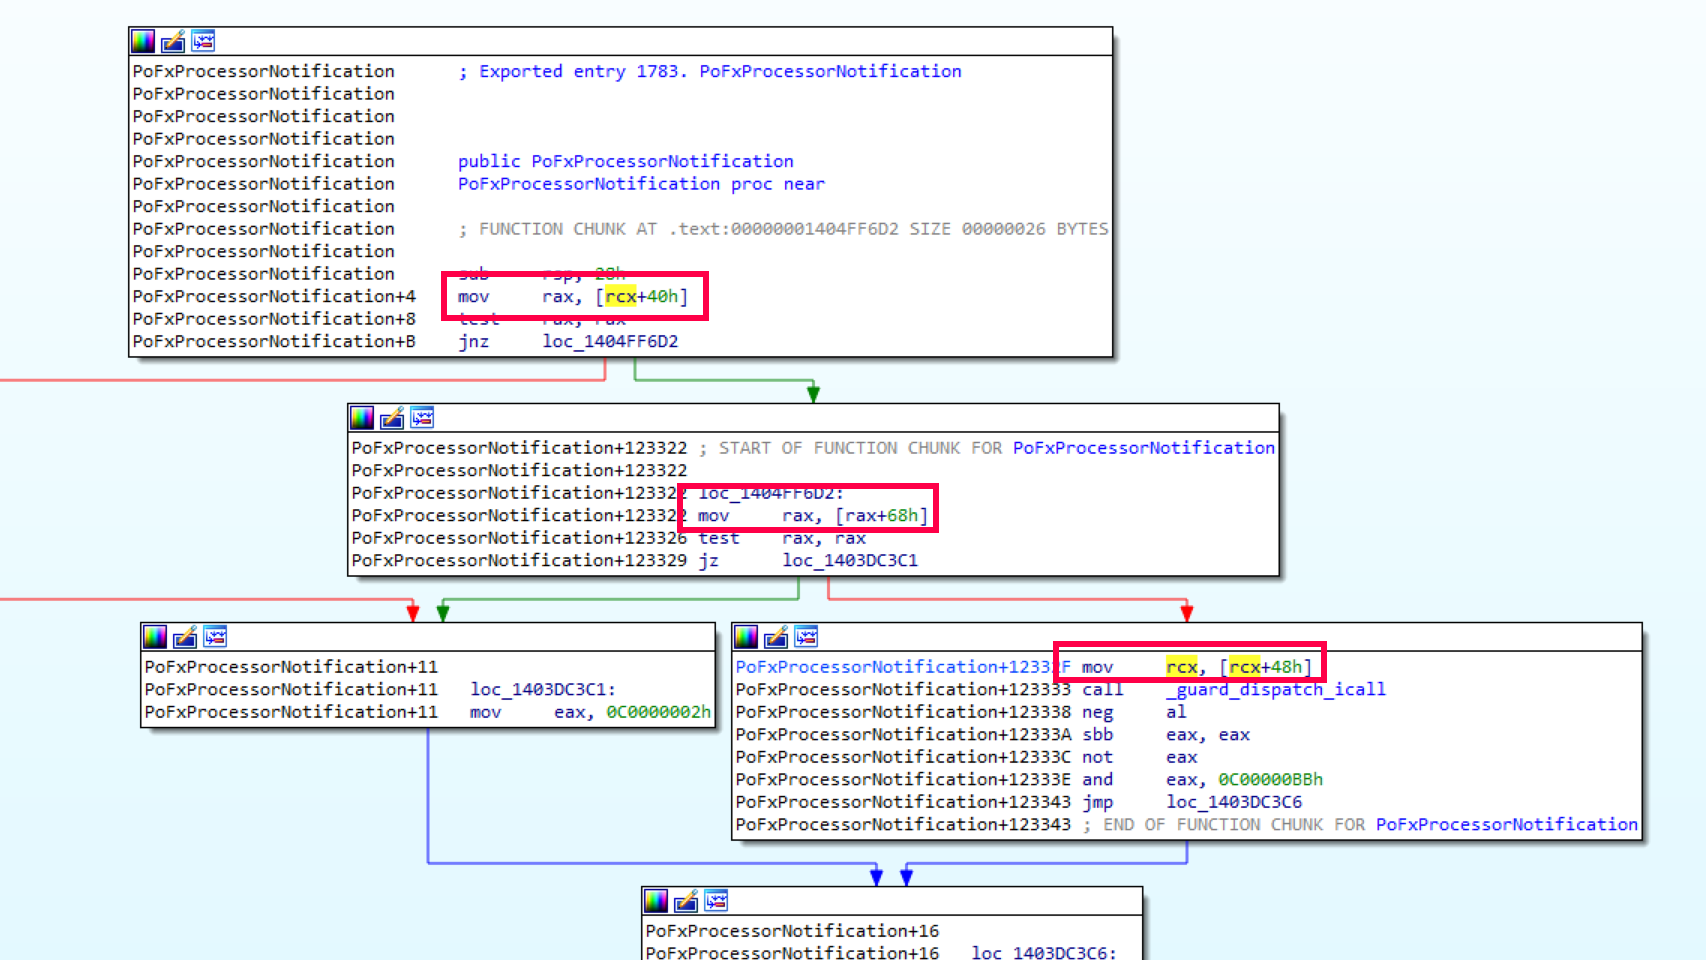 PoFxProcessorNotification ; Exported entry 1783. PoFxProcessorNotification
PoFxProcessorNotification
PoFxProcessorNotification
PoFxProcessorNotification
PoFxProcessorNotification public PoFxProcessorNotification
PoFxProcessorNotification PoFxProcessorNotification proc near
PoFxProcessorNotification
PoFxProcessorNotification ; FUNCTION CHUNK AT .text:00000001404FF6D2 SIZE 00000026 BYTES
PoFxProcessorNotification
PoFxProcessorNotification sub rsp, 28h
PoFxProcessorNotification+4 mov rax, [rcx+40h]
PoFxProcessorNotification+8 test rax, rax
PoFxProcessorNotification+B jnz loc_1404FF6D2
PoFxProcessorNotification+123322 ; START OF FUNCTION CHUNK FOR PoFxProcessorNotification
PoFxProcessorNotification+123322
PoFxProcessorNotification+123322 loc_1404FF6D2:
PoFxProcessorNotification+123322 mov rax, [rax+68h]
PoFxProcessorNotification+123326 test rax, rax
PoFxProcessorNotification+123329 jz loc_1403DC3C1
PoFxProcessorNotification+11
PoFxProcessorNotification+11 loc_1403DC3C1:
PoFxProcessorNotification+11 mov eax, 0C0000002h
PoFxProcessorNotification+12332F mov rcx, [rcx+48h]
PoFxProcessorNotification+123333 call _guard_dispatch_icall
PoFxProcessorNotification+123338 neg al
PoFxProcessorNotification+12333A sbb eax, eax
PoFxProcessorNotification+12333C not eax
PoFxProcessorNotification+12333E and eax, 0C00000BBh
PoFxProcessorNotification+123343 jmp loc_1403DC3C6
PoFxProcessorNotification+123343 ; END OF FUNCTION CHUNK FOR PoFxProcessorNotification
PoFxProcessorNotification+16
PoFxProcessorNotification+16 loc_1403DC3C6: